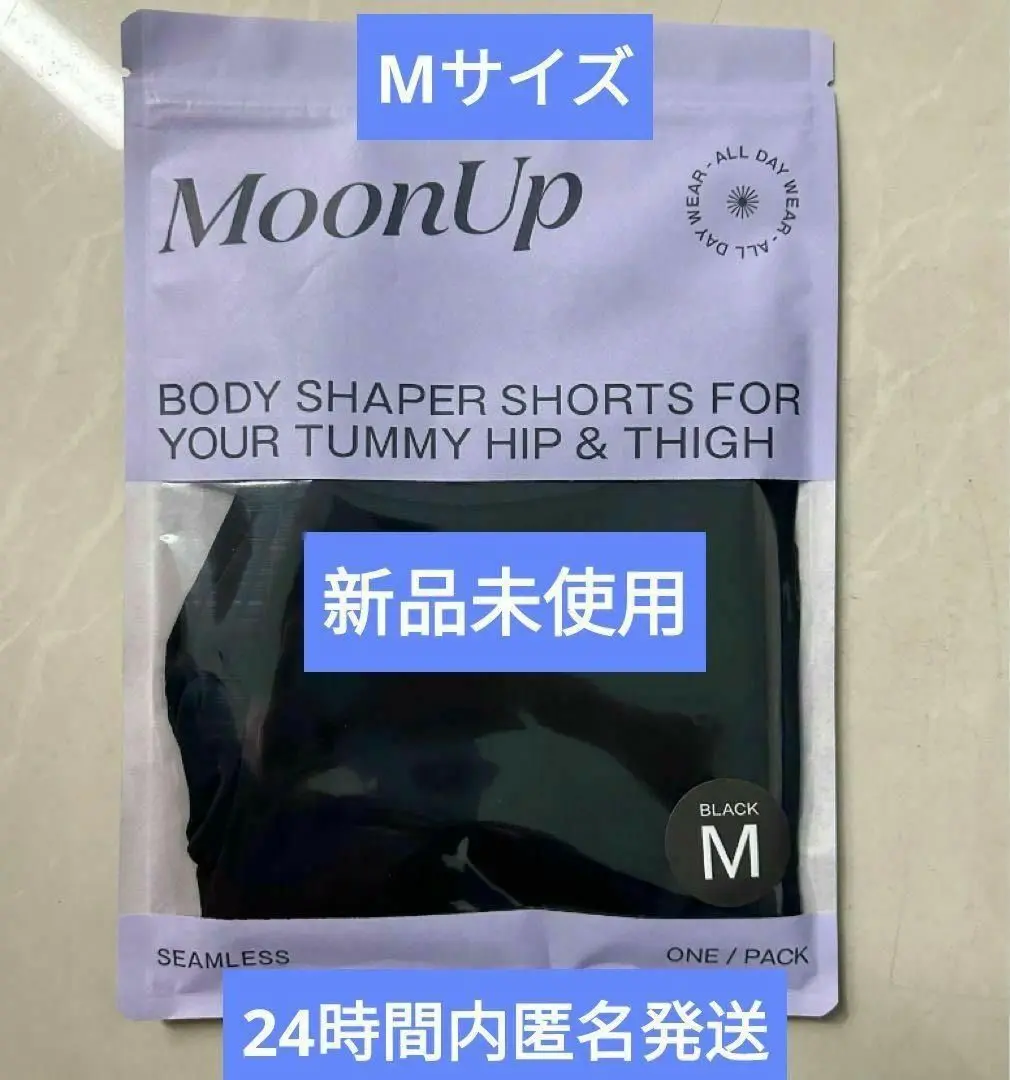 Mサイズ
MoonUp
ALL DAY WEAR - ALL DAY WEAR -
BODY SHAPER SHORTS FOR
YOUR TUMMY HIP & THIGH
新品未使用
BLACK
M
SEAMLESS
ONE / PACK
24時間内匿名発送